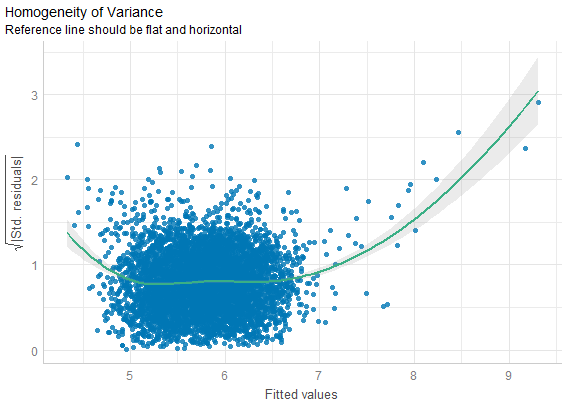 Homogeneity of Variance
Reference line should be flat and horizontal
√|Std. residuals|
3
2
1
0
5 6 7 8 9
Fitted values